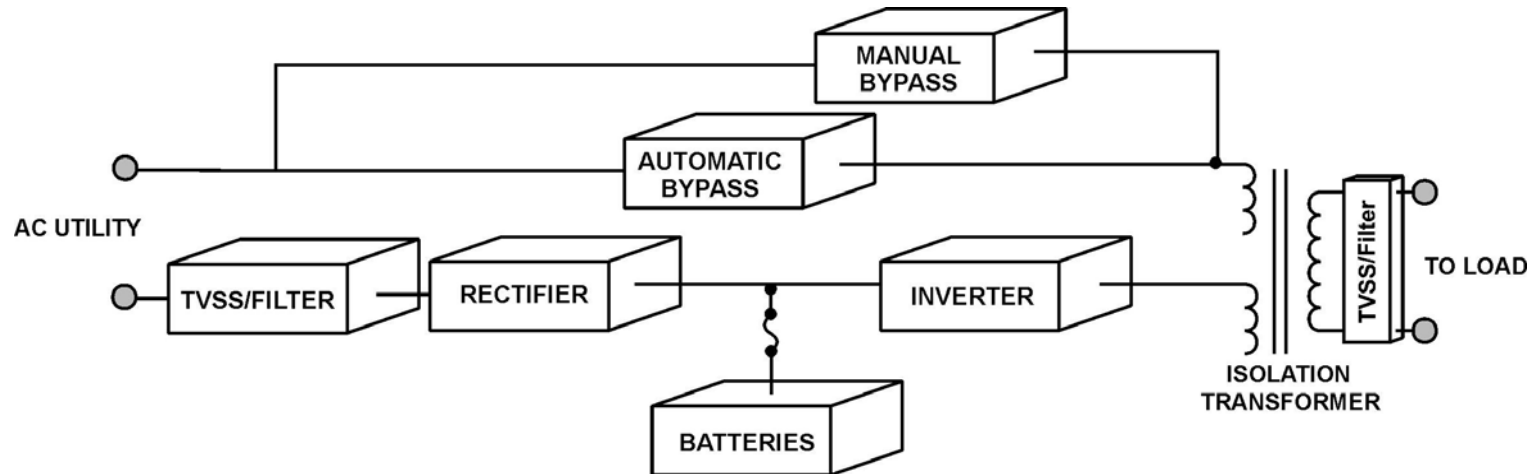 MANUAL
BYPASS
AUTOMATIC
BYPASS
AC UTILITY
TVSS/FILTER
RECTIFIER
INVERTER
TVSS/Filter
TO LOAD
ISOLATION
TRANSFORMER
BATTERIES